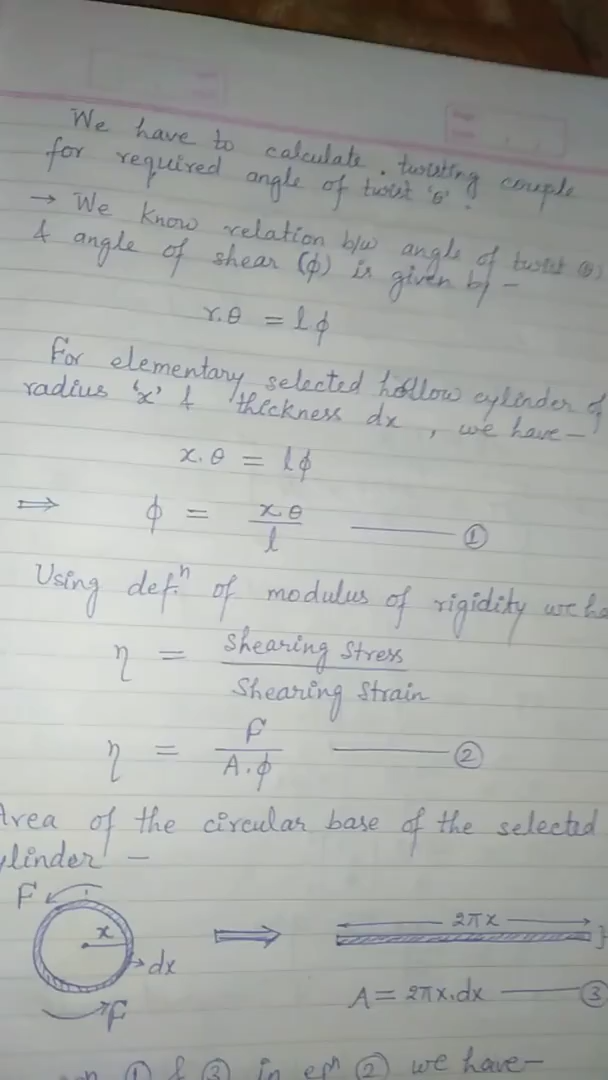 We have to calculate . twisting couple
for required angle of twist 'θ'.
→ We know relation b/w angle of twist (θ)
& angle of shear (ϕ) is given by –
r.θ = lϕ
For elementary selected hollow cylinder of
radius 'x' & thickness dx , we have –
x.θ = lϕ
⇒ ϕ = x.θ / l ——— ①
Using defⁿ. of modulus of rigidity we ha
η = Shearing Stress / Shearing Strain
η = F / A.ϕ ——— ②
Area of the circular base of the selected
ylinder –
F x dx F ⇒ 2πx
A = 2πx.dx ——— ③
① & ③ in eqⁿ ② we have –